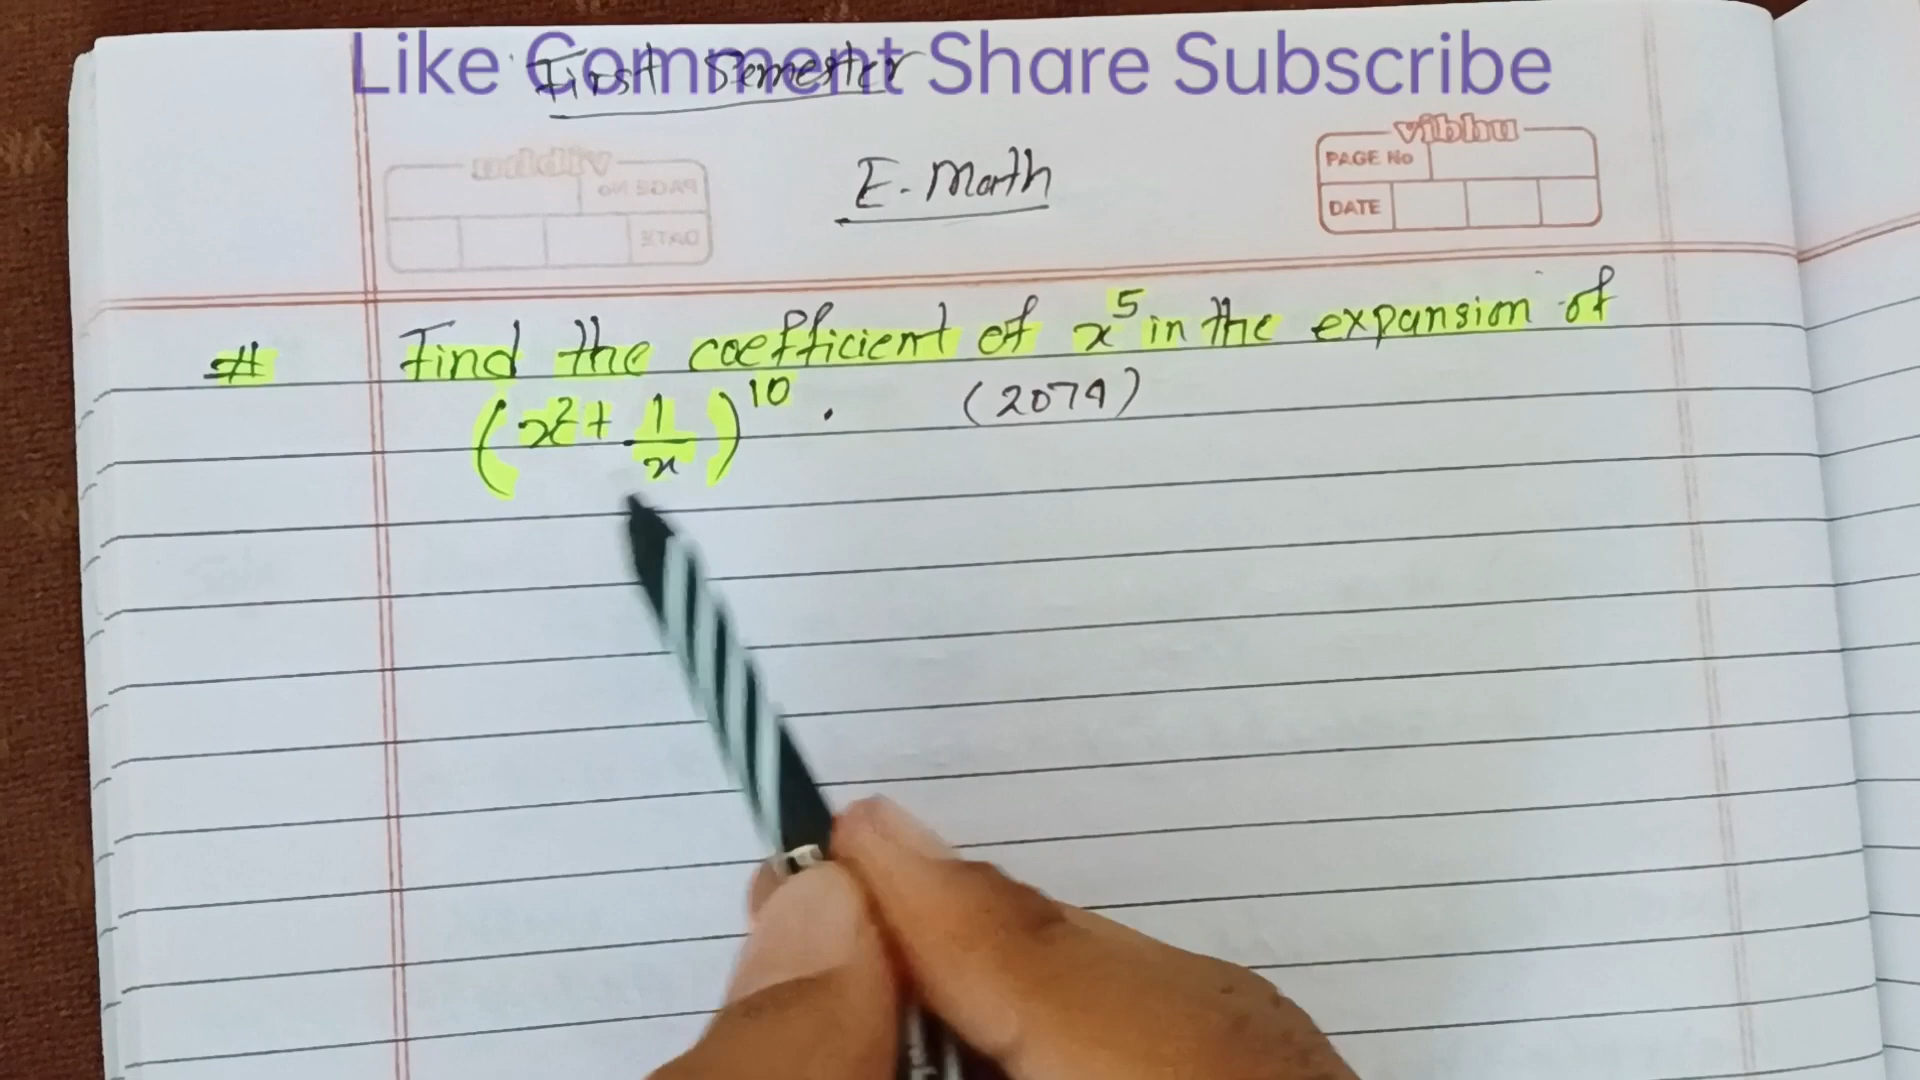 Like Comment Share Subscribe
First Semester
E. Math
vibhu
PAGE No
DATE
# Find the coefficient of x⁵ in the expansion of
(x² + 1/x)¹⁰. (2074)